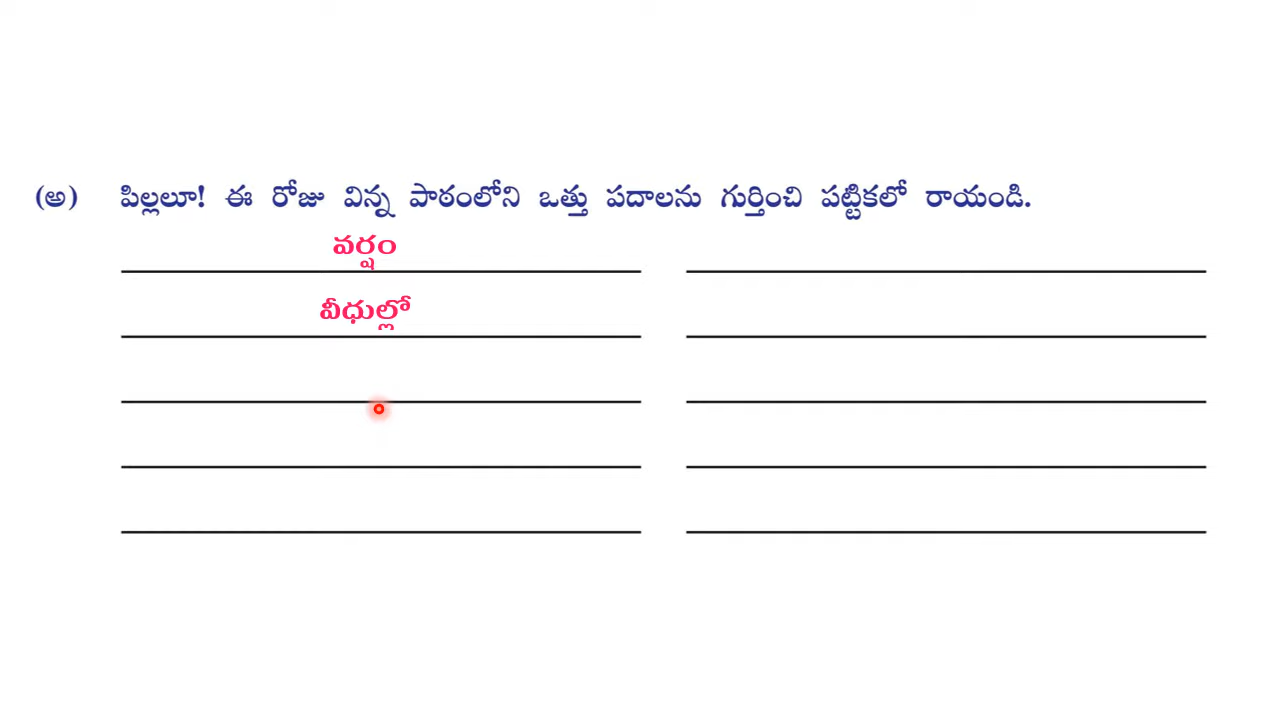 (అ) పిల్లలూ! ఈ రోజు విన్న పాఠంలోని ఒత్తు పదాలను గుర్తించి పట్టికలో రాయండి.
వర్షం
వీధుల్లో